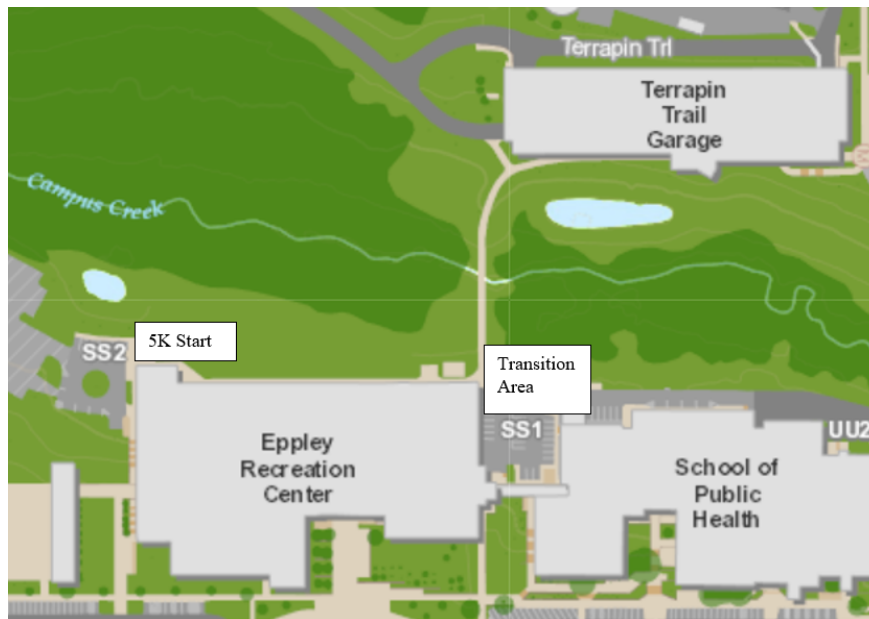 Terrapin Trl
Terrapin
Trail
Garage
Campus Creek
5K Start
SS2
Transition
Area
SS1
UU2
Eppley
Recreation
Center
School of
Public
Health